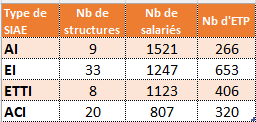 Type de SIAE Nb de structures Nb de salariés Nb d'ETP
AI 9 1521 266
EI 33 1247 653
ETTI 8 1123 406
ACI 20 807 320